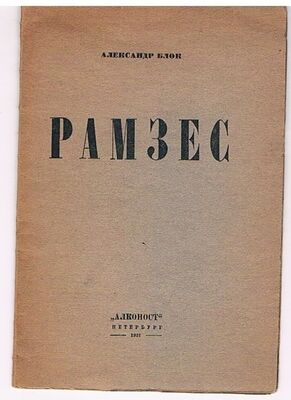 АЛЕКСАНДР БЛОК
РАМЗЕС
„АЛКОНОСТ“
ПЕТЕРБУРГ
1921